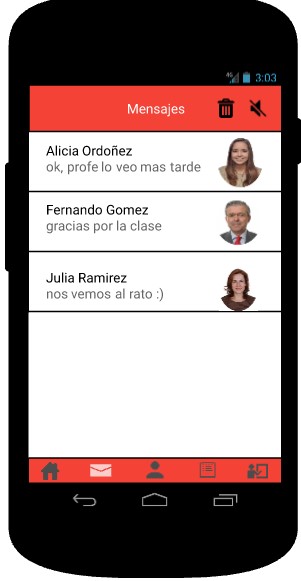 4G 3:03
Mensajes
Alicia Ordoñez
ok, profe lo veo mas tarde
Fernando Gomez
gracias por la clase
Julia Ramirez
nos vemos al rato :)